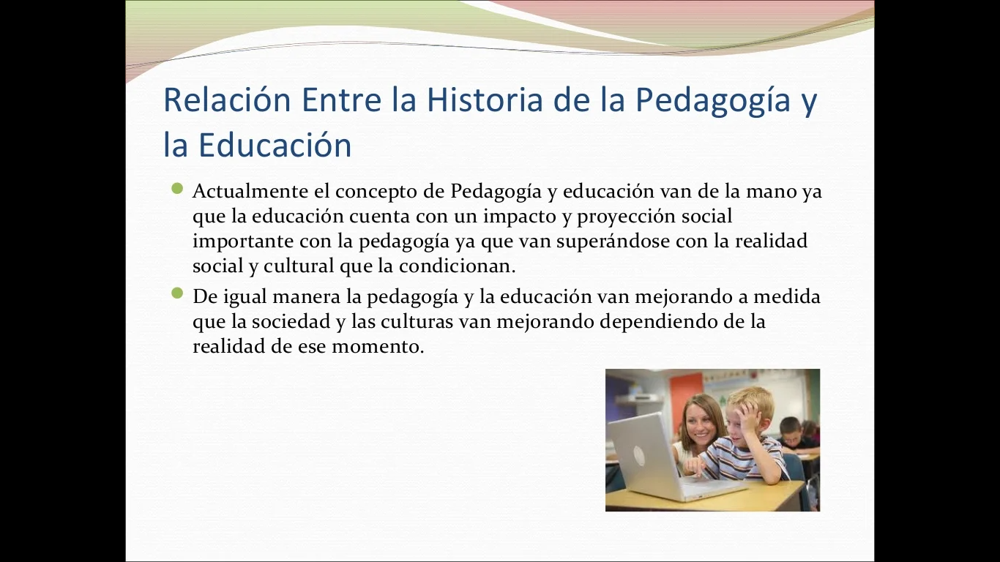 Relación Entre la Historia de la Pedagogía y
la Educación
Actualmente el concepto de Pedagogía y educación van de la mano ya
que la educación cuenta con un impacto y proyección social
importante con la pedagogía ya que van superándose con la realidad
social y cultural que la condicionan.
De igual manera la pedagogía y la educación van mejorando a medida
que la sociedad y las culturas van mejorando dependiendo de la
realidad de ese momento.